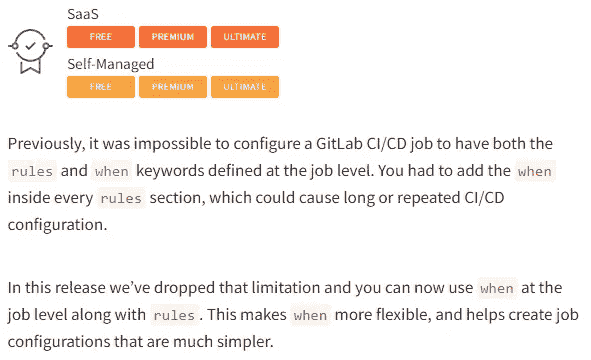 SaaS
FREE PREMIUM ULTIMATE
Self-Managed
FREE PREMIUM ULTIMATE
Previously, it was impossible to configure a GitLab CI/CD job to have both the
rules and when keywords defined at the job level. You had to add the when
inside every rules section, which could cause long or repeated CI/CD
configuration.
In this release we’ve dropped that limitation and you can now use when at the
job level along with rules. This makes when more flexible, and helps create job
configurations that are much simpler.